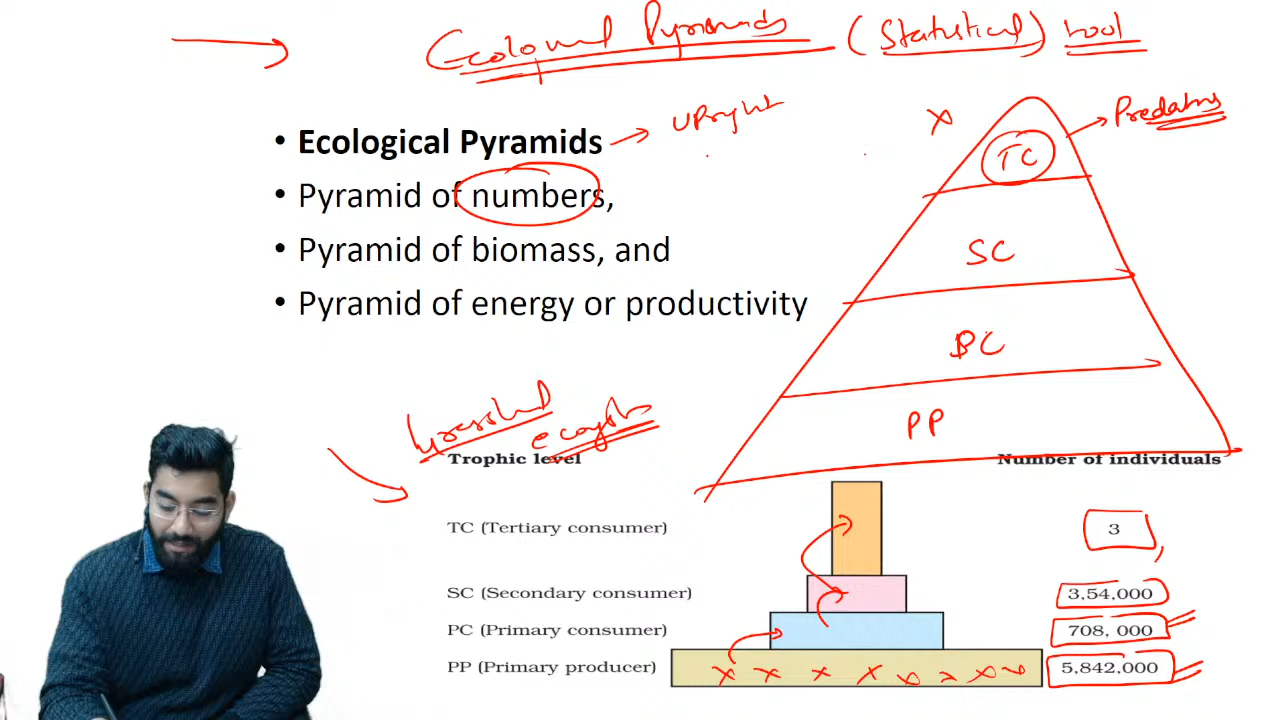 Ecological Pyramids (Statistical) tool
• Ecological Pyramids → Upright
• Pyramid of numbers,
• Pyramid of biomass, and
• Pyramid of energy or productivity
× Predators
TC
SC
PC
PP
Grassland
ecosystem
Trophic level Number of individuals
TC (Tertiary consumer) 3
SC (Secondary consumer) 3,54,000
PC (Primary consumer) 708, 000
PP (Primary producer) 5,842,000